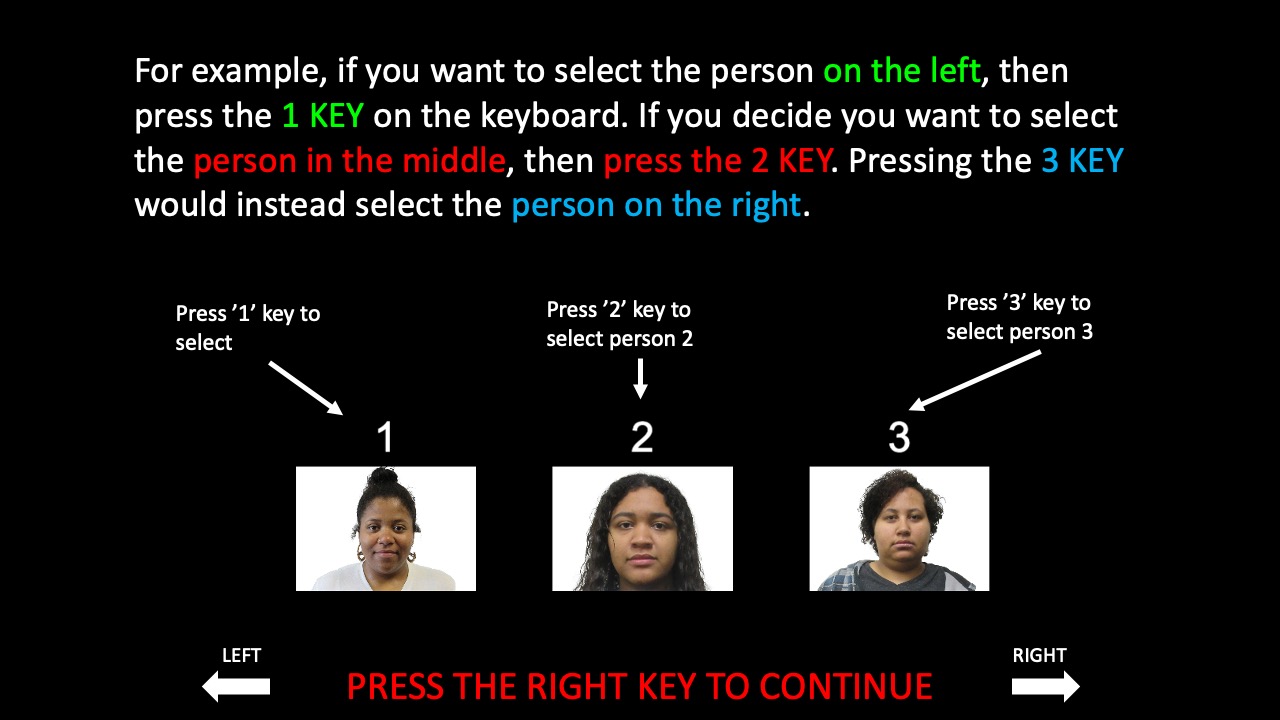 For example, if you want to select the person on the left, then
press the 1 KEY on the keyboard. If you decide you want to select
the person in the middle, then press the 2 KEY. Pressing the 3 KEY
would instead select the person on the right.
Press ’1’ key to
select
Press ’2’ key to
select person 2
Press ’3’ key to
select person 3
1
2
3
LEFT
RIGHT
PRESS THE RIGHT KEY TO CONTINUE